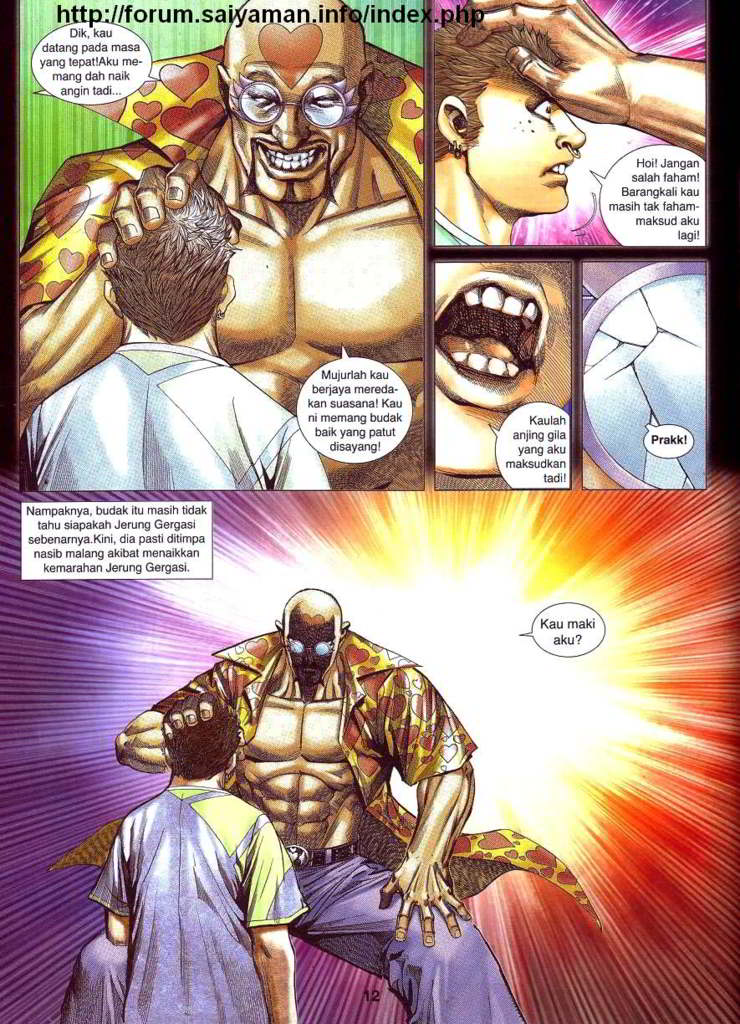 http://forum.saiyaman.info/index.php
Dik, kau
datang pada masa
yang tepat!Aku me-
mang dah naik
angin tadi...
Hoi! Jangan
salah faham!
Barangkali kau
masih tak faham-
maksud aku
lagi!
Mujurlah kau
berjaya mereda-
kan suasana! Kau
ni memang budak
baik yang patut
disayang!
Kaulah
anjing gila
yang aku
maksudkan
tadi!
Prakk!
Nampaknya, budak itu masih tidak
tahu siapakah Jerung Gergasi
sebenarnya.Kini, dia pasti ditimpa
nasib malang akibat menaikkan
kemarahan Jerung Gergasi.
Kau maki
aku?
12